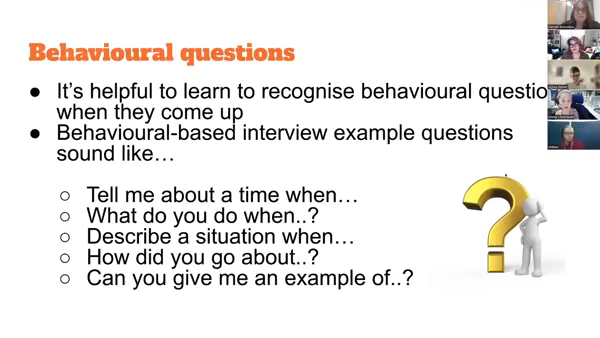 Behavioural questions
● It’s helpful to learn to recognise behavioural questio
when they come up
● Behavioural-based interview example questions
sound like…
○ Tell me about a time when…
○ What do you do when..?
○ Describe a situation when…
○ How did you go about..?
○ Can you give me an example of..?